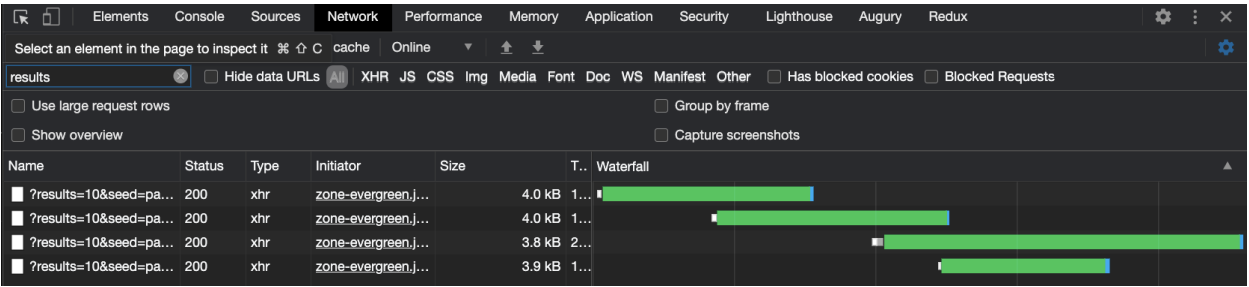 Elements Console Sources Network Performance Memory Application Security Lighthouse Augury Redux
Select an element in the page to inspect it ⌘ ⇧ C cache Online
results Hide data URLs All XHR JS CSS Img Media Font Doc WS Manifest Other Has blocked cookies Blocked Requests
Use large request rows Group by frame
Show overview Capture screenshots
Name Status Type Initiator Size T.. Waterfall
?results=10&seed=pa... 200 xhr zone-evergreen.j... 4.0 kB 1...
?results=10&seed=pa... 200 xhr zone-evergreen.j... 4.0 kB 1...
?results=10&seed=pa... 200 xhr zone-evergreen.j... 3.8 kB 2...
?results=10&seed=pa... 200 xhr zone-evergreen.j... 3.9 kB 1...